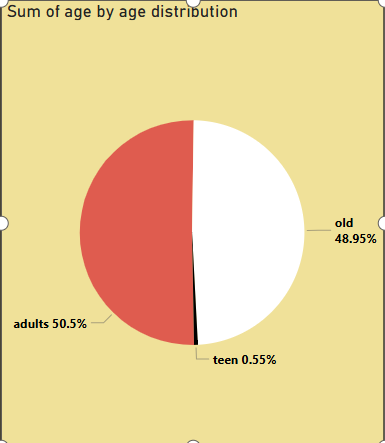 Sum of age by age distribution
old
48.95%
adults 50.5%
teen 0.55%